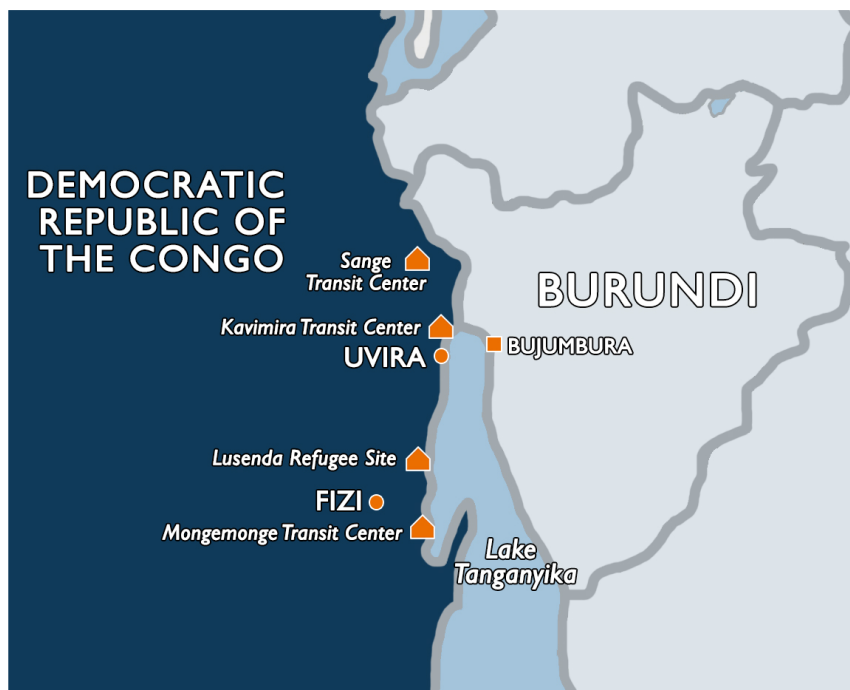 DEMOCRATIC
REPUBLIC OF
THE CONGO
Sange
Transit Center
BURUNDI
Kavimira Transit Center
UVIRA
BUJUMBURA
Lusenda Refugee Site
FIZI
Mongemonge Transit Center
Lake
Tanganyika